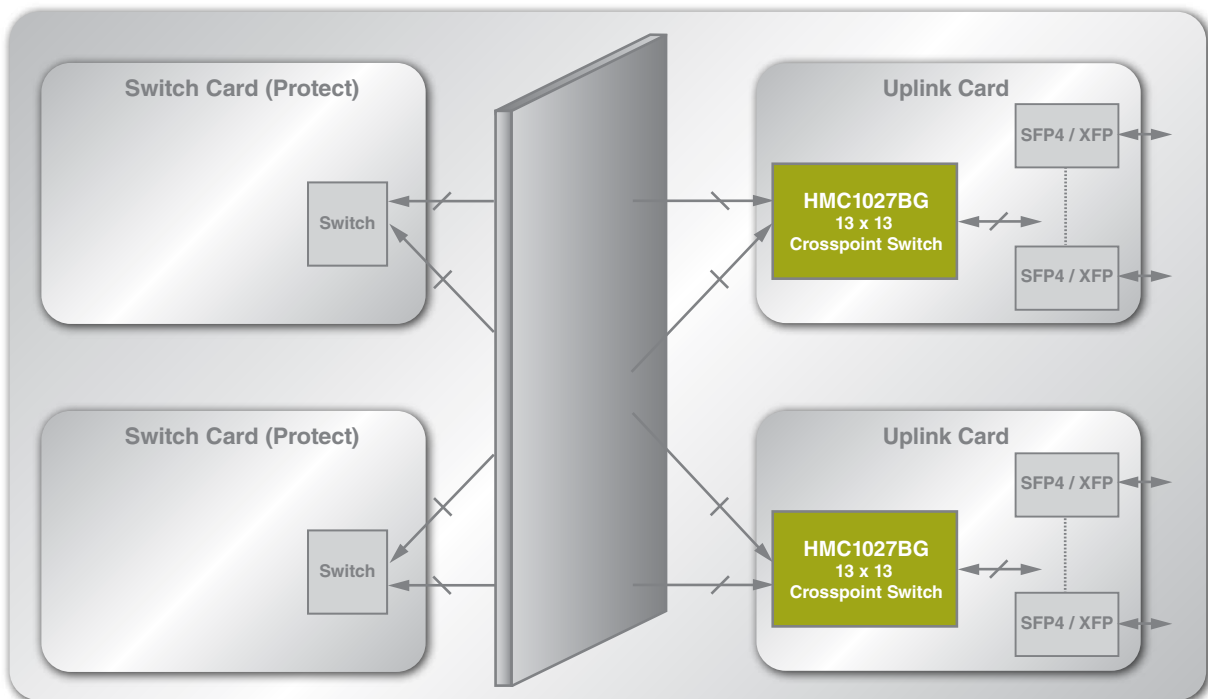 Switch Card (Protect)
Switch
Uplink Card
SFP4 / XFP
HMC1027BG
13 x 13
Crosspoint Switch
SFP4 / XFP
Switch Card (Protect)
Switch
Uplink Card
SFP4 / XFP
HMC1027BG
13 x 13
Crosspoint Switch
SFP4 / XFP